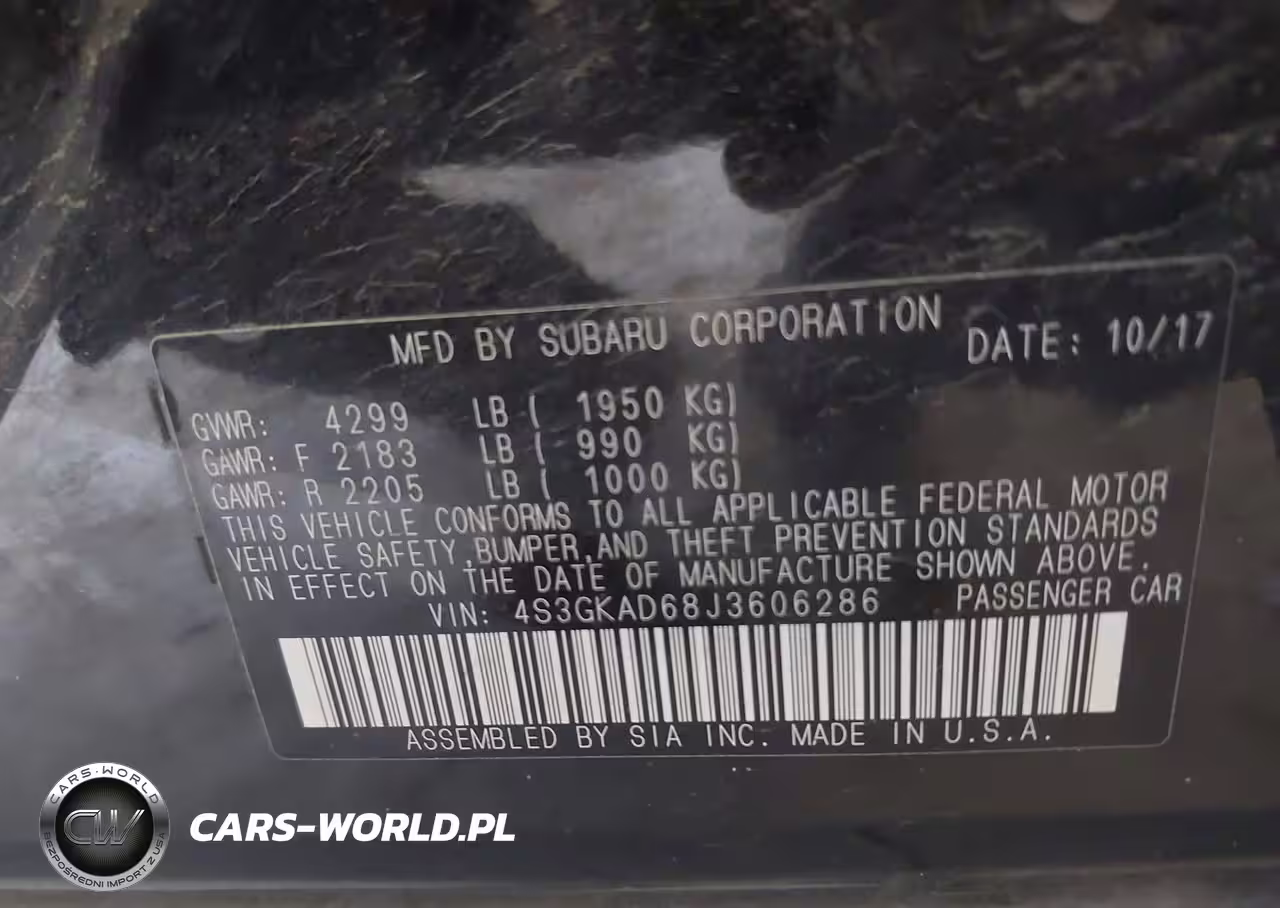 MFD BY SUBARU CORPORATION DATE: 10/17
GVWR: 4299 LB ( 1950 KG)
GAWR: F 2183 LB ( 990 KG)
GAWR: R 2205 LB ( 1000 KG)
THIS VEHICLE CONFORMS TO ALL APPLICABLE FEDERAL MOTOR
VEHICLE SAFETY,BUMPER,AND THEFT PREVENTION STANDARDS
IN EFFECT ON THE DATE OF MANUFACTURE SHOWN ABOVE.
VIN: 4S3GKAD68J3606286 PASSENGER CAR
ASSEMBLED BY SIA INC. MADE IN U.S.A.
CARS-WORLD
CW
BEZPOŚREDNI IMPORT Z USA
CARS-WORLD.PL